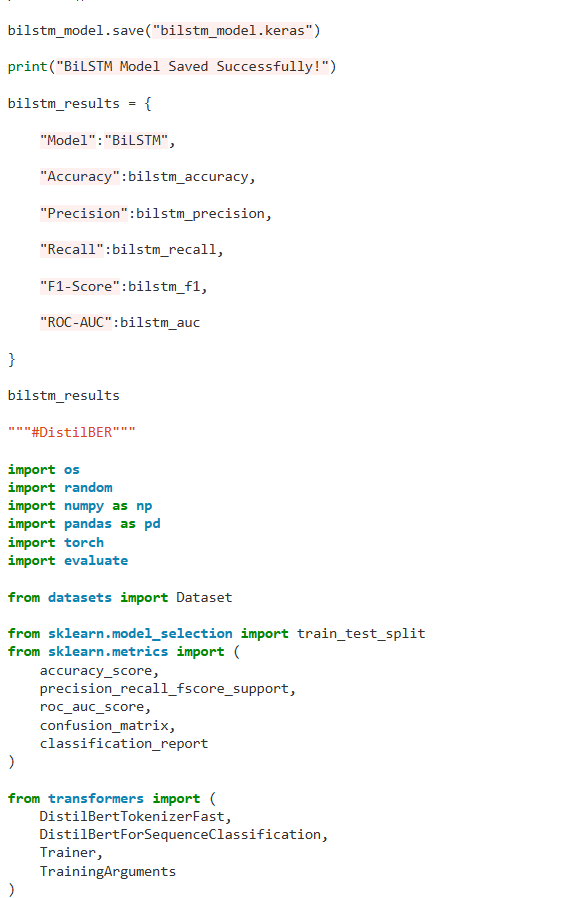 bilstm_model.save("bilstm_model.keras")
print("BiLSTM Model Saved Successfully!")
bilstm_results = {
    "Model":"BiLSTM",
    "Accuracy":bilstm_accuracy,
    "Precision":bilstm_precision,
    "Recall":bilstm_recall,
    "F1-Score":bilstm_f1,
    "ROC-AUC":bilstm_auc
}
bilstm_results
"""#DistilBER"""
import os
import random
import numpy as np
import pandas as pd
import torch
import evaluate
from datasets import Dataset
from sklearn.model_selection import train_test_split
from sklearn.metrics import (
    accuracy_score,
    precision_recall_fscore_support,
    roc_auc_score,
    confusion_matrix,
    classification_report
)
from transformers import (
    DistilBertTokenizerFast,
    DistilBertForSequenceClassification,
    Trainer,
    TrainingArguments
)